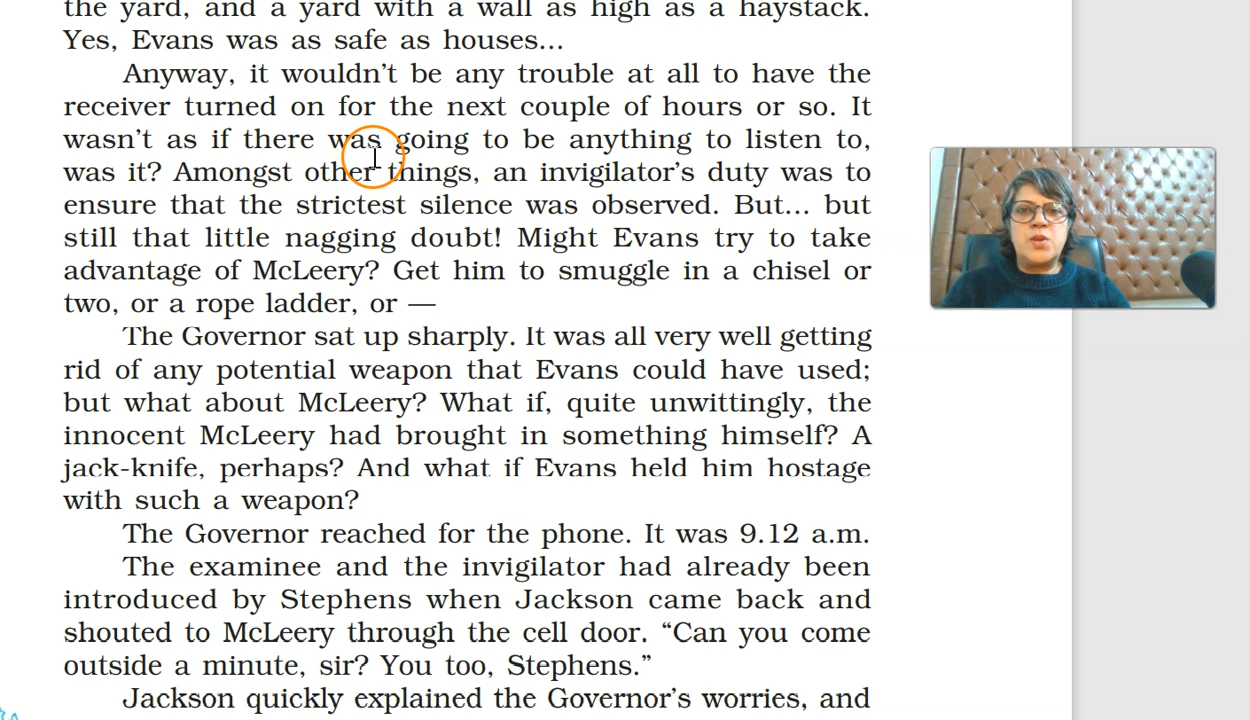 the yard, and a yard with a wall as high as a haystack.
Yes, Evans was as safe as houses...
Anyway, it wouldn't be any trouble at all to have the
receiver turned on for the next couple of hours or so. It
wasn't as if there was going to be anything to listen to,
was it? Amongst other things, an invigilator's duty was to
ensure that the strictest silence was observed. But... but
still that little nagging doubt! Might Evans try to take
advantage of McLeery? Get him to smuggle in a chisel or
two, or a rope ladder, or —
The Governor sat up sharply. It was all very well getting
rid of any potential weapon that Evans could have used;
but what about McLeery? What if, quite unwittingly, the
innocent McLeery had brought in something himself? A
jack-knife, perhaps? And what if Evans held him hostage
with such a weapon?
The Governor reached for the phone. It was 9.12 a.m.
The examinee and the invigilator had already been
introduced by Stephens when Jackson came back and
shouted to McLeery through the cell door. “Can you come
outside a minute, sir? You too, Stephens.”
Jackson quickly explained the Governor's worries, and